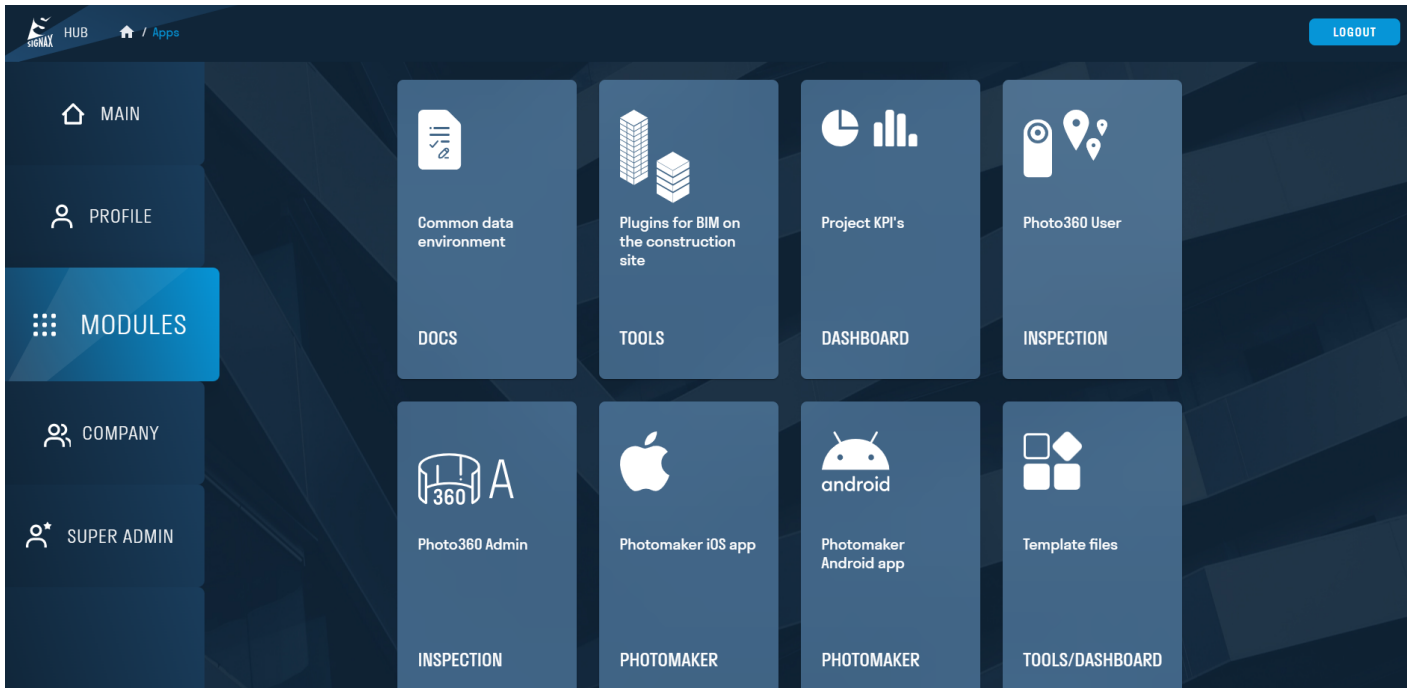 SIGNAX
HUB
/ Apps
LOGOUT
MAIN
PROFILE
MODULES
COMPANY
SUPER ADMIN
Common data
environment
DOCS
Plugins for BIM on
the construction
site
TOOLS
Project KPI's
DASHBOARD
Photo360 User
INSPECTION
360 A
Photo360 Admin
INSPECTION
Photomaker iOS app
PHOTOMAKER
android
Photomaker
Android app
PHOTOMAKER
Template files
TOOLS/DASHBOARD